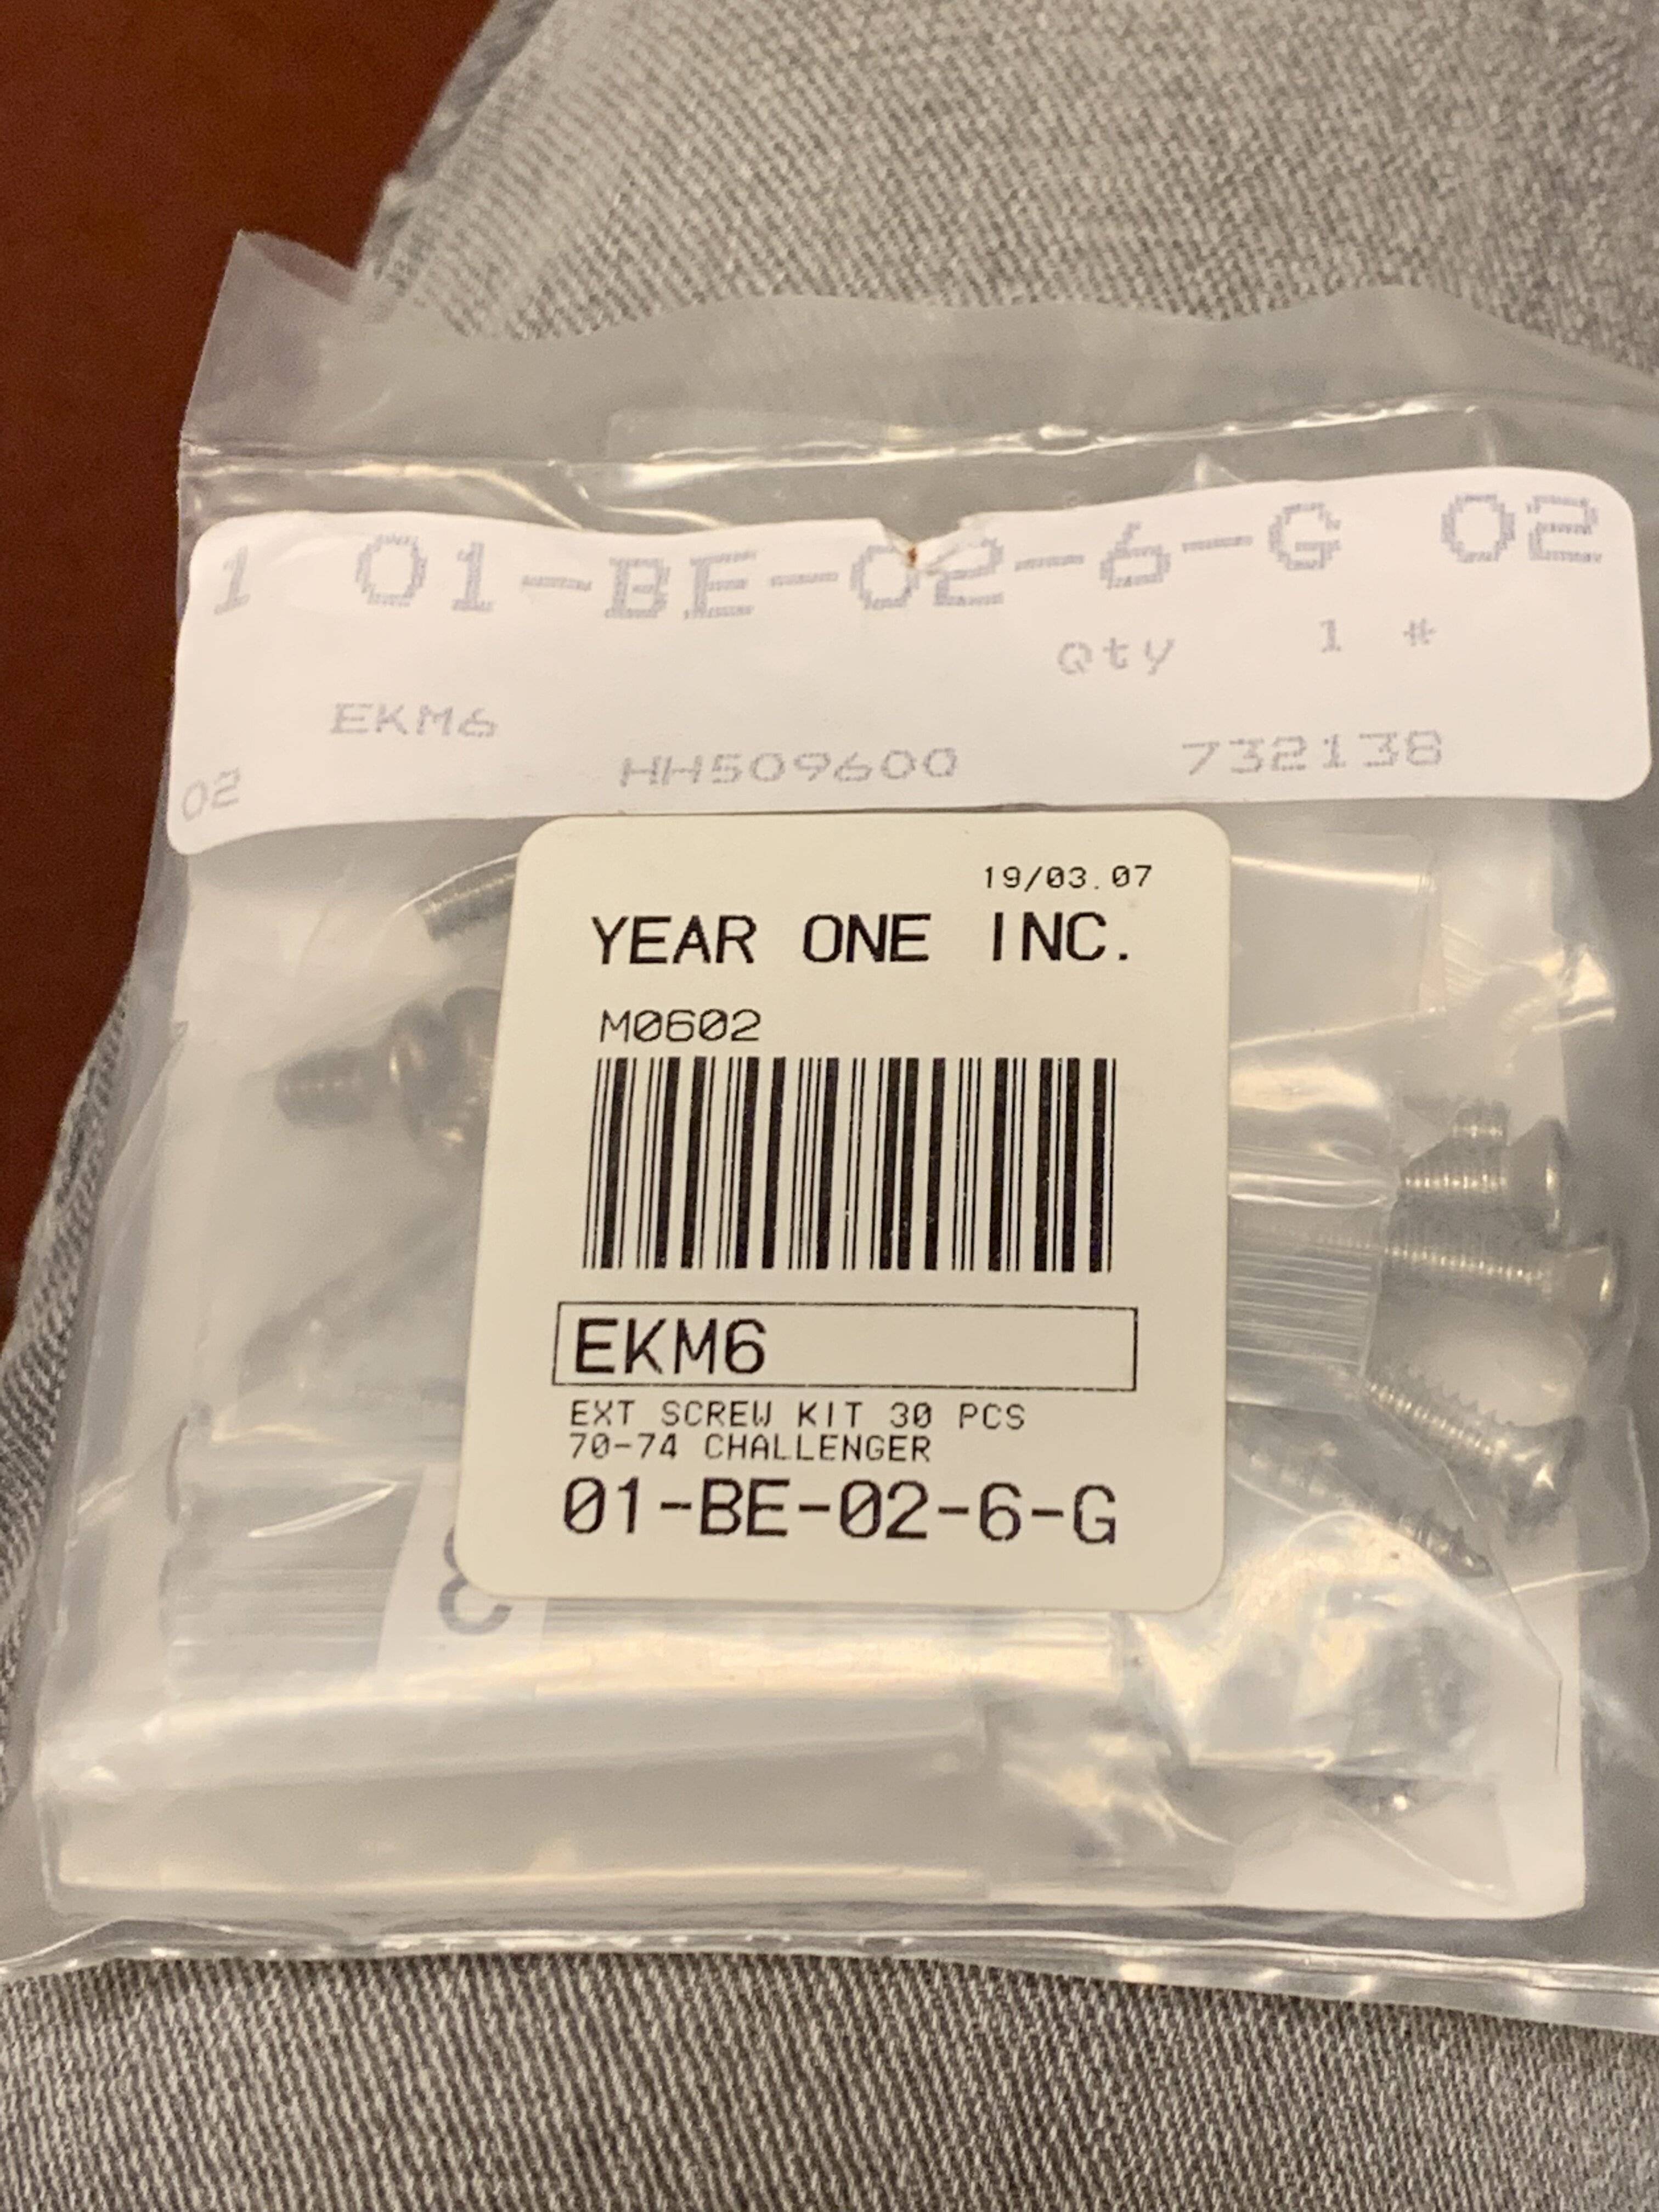 1 01-BE-02-6-G 02
Qty 1 #
EKM6
HH509600 732138
02
19/03.07
YEAR ONE INC.
M0602
EKM6
EXT SCREW KIT 30 PCS
70-74 CHALLENGER
01-BE-02-6-G